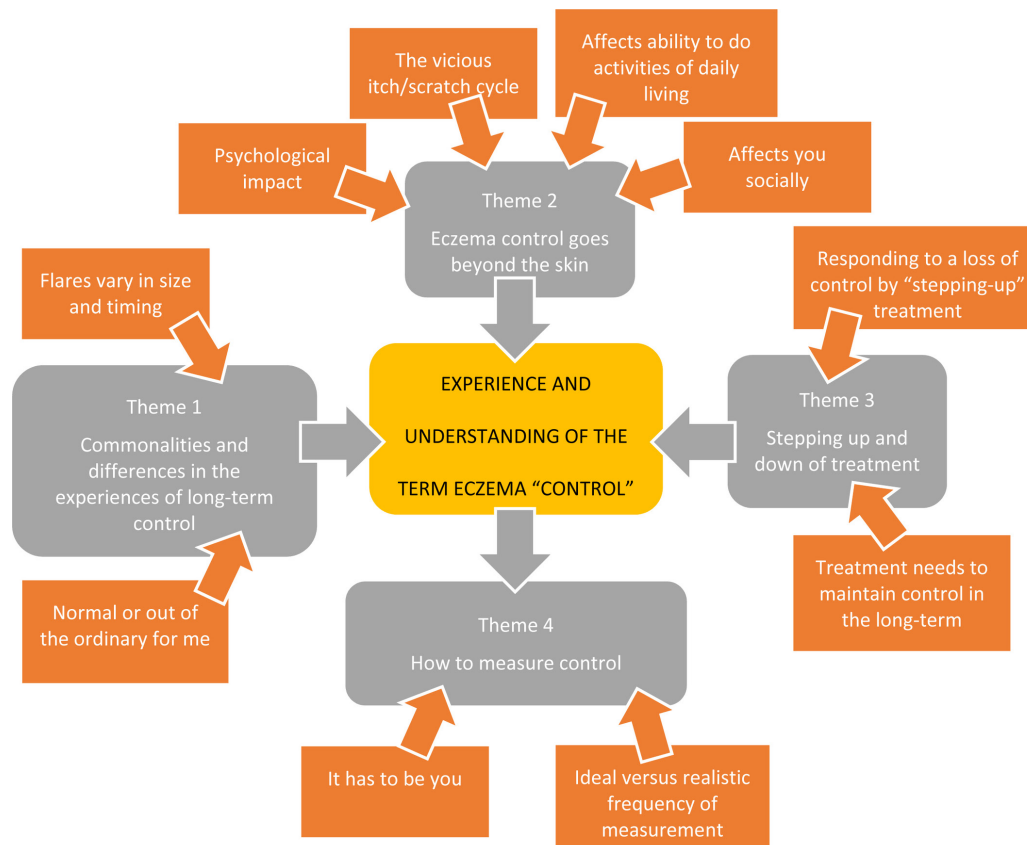 The vicious
itch/scratch cycle
Affects ability to do
activities of daily
living
Psychological
impact
Affects you
socially
Theme 2
Eczema control goes
beyond the skin
Flares vary in size
and timing
Responding to a loss of
control by “stepping-up”
treatment
Theme 1
Commonalities and
differences in the
experiences of long-term
control
EXPERIENCE AND
UNDERSTANDING OF THE
TERM ECZEMA “CONTROL”
Theme 3
Stepping up and
down of treatment
Normal or out of
the ordinary for me
Treatment needs to
maintain control in
the long-term
Theme 4
How to measure control
It has to be you
Ideal versus realistic
frequency of
measurement